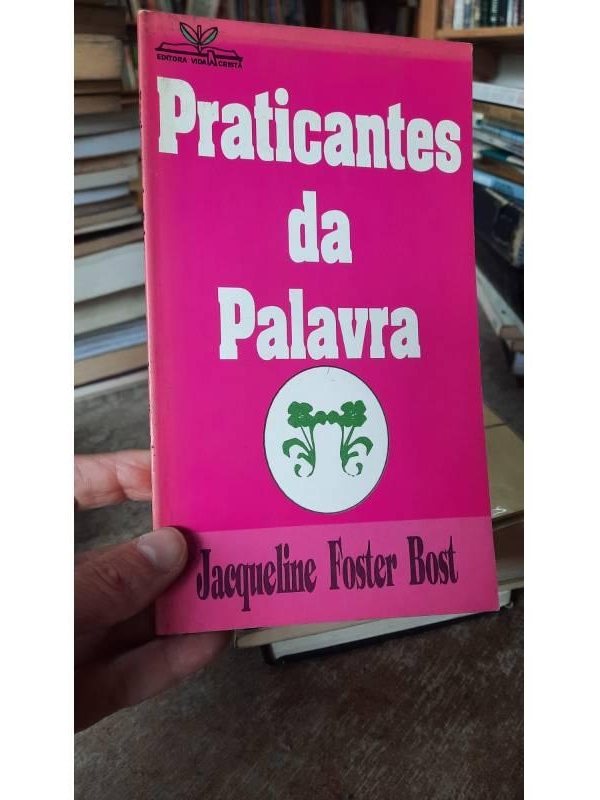 EDITORA VIDA CRISTÃ
Praticantes
da
Palavra
Jacqueline Foster Bost